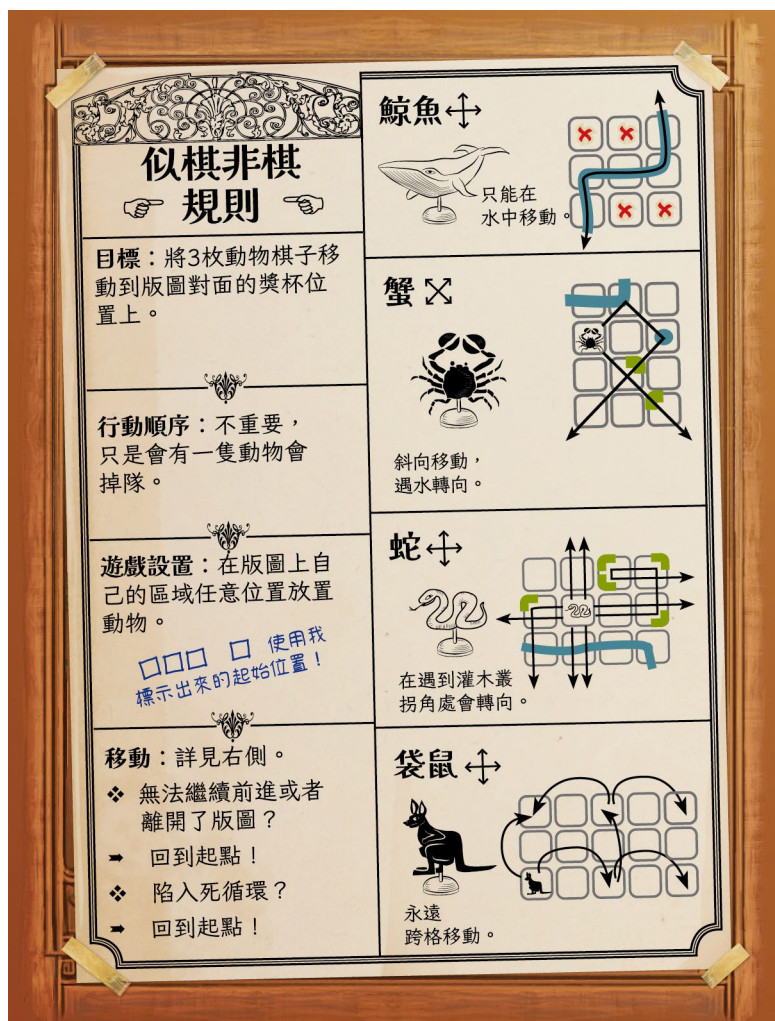 似棋非棋
規則
目標：將3枚動物棋子移
動到版圖對面的獎杯位
置上。
行動順序：不重要，
只是會有一隻動物會
掉隊。
遊戲設置：在版圖上自
己的區域任意位置放置
動物。
使用我
標示出來的起始位置！
移動：詳見右側。
無法繼續前進或者
離開了版圖？
回到起點！
陷入死循環？
回到起點！
鯨魚
只能在
水中移動。
蟹
斜向移動，
遇水轉向。
蛇
在遇到灌木叢
拐角處會轉向。
袋鼠
永遠
跨格移動。